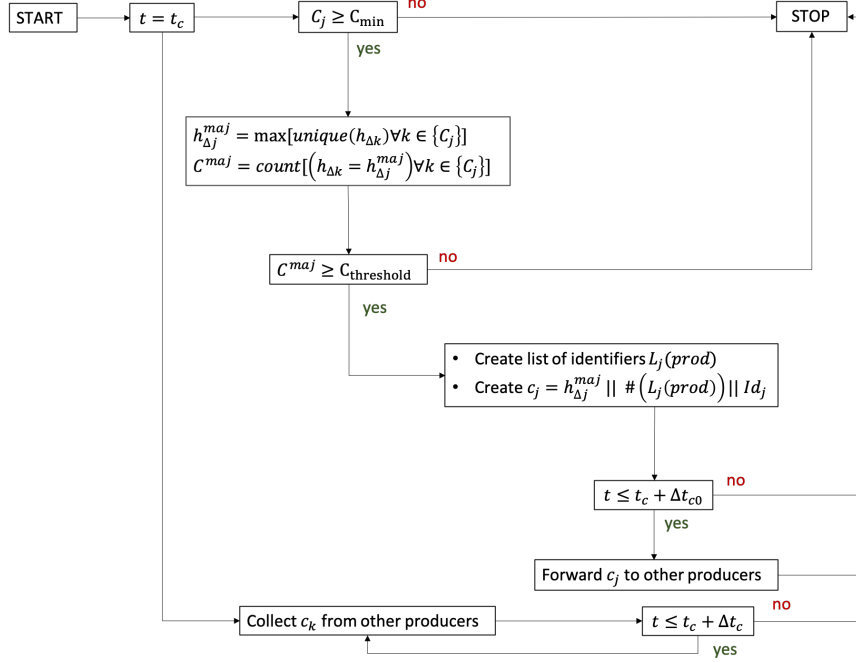 no
START
t = t_c
C_j ≥ C_min
STOP
yes
h_Δj^maj = max[unique(h_Δk)∀k ∈ {C_j}]
C^maj = count[(h_Δk = h_Δj^maj)∀k ∈ {C_j}]
C^maj ≥ C_threshold
no
yes
• Create list of identifiers L_j(prod)
• Create c_j = h_Δj^maj || #(L_j(prod)) || Id_j
t ≤ t_c + Δt_c0
no
yes
Forward c_j to other producers
Collect c_k from other producers
t ≤ t_c + Δt_c
no
yes